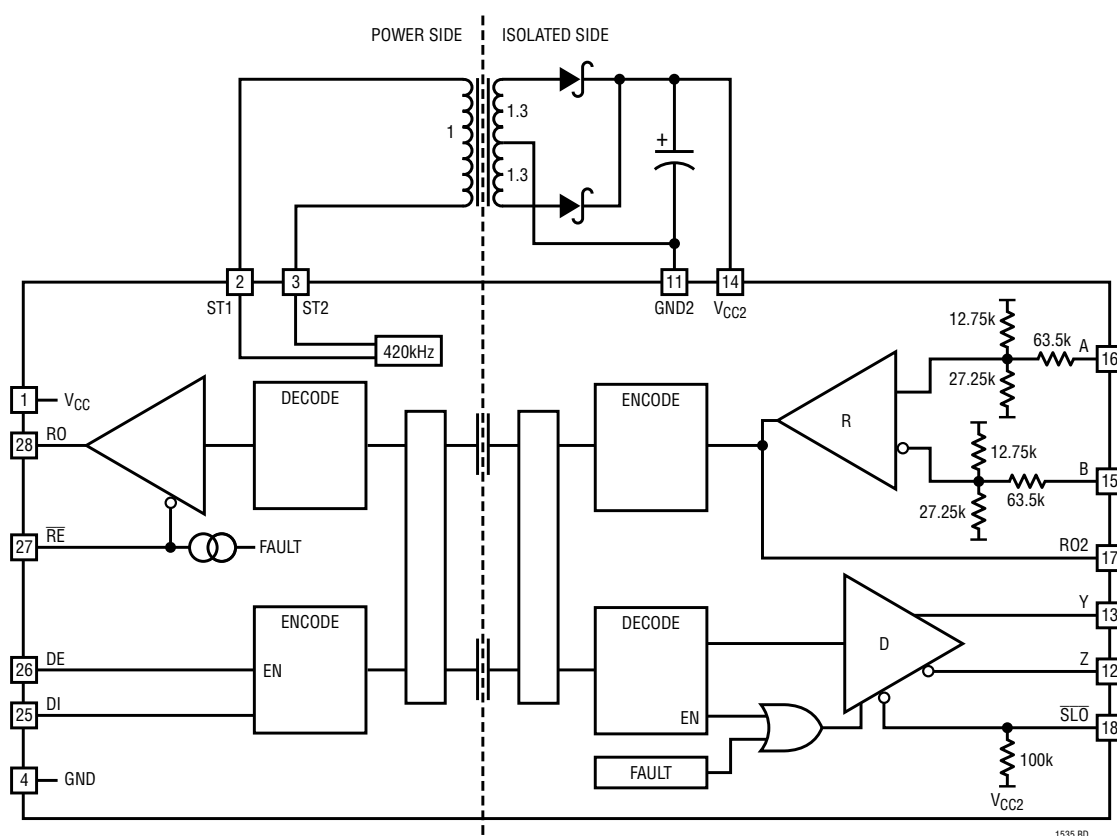 POWER SIDE
ISOLATED SIDE
1
1.3
1.3
+
2
3
11
14
ST1
ST2
GND2
VCC2
420kHz
12.75k
63.5k
A
16
27.25k
1
VCC
28
RO
DECODE
ENCODE
R
12.75k
B
15
27.25k
63.5k
27
RE
FAULT
RO2
17
ENCODE
DECODE
Y
13
26
DE
EN
D
Z
12
25
DI
EN
SLO
18
4
GND
FAULT
100k
VCC2
1535 BD